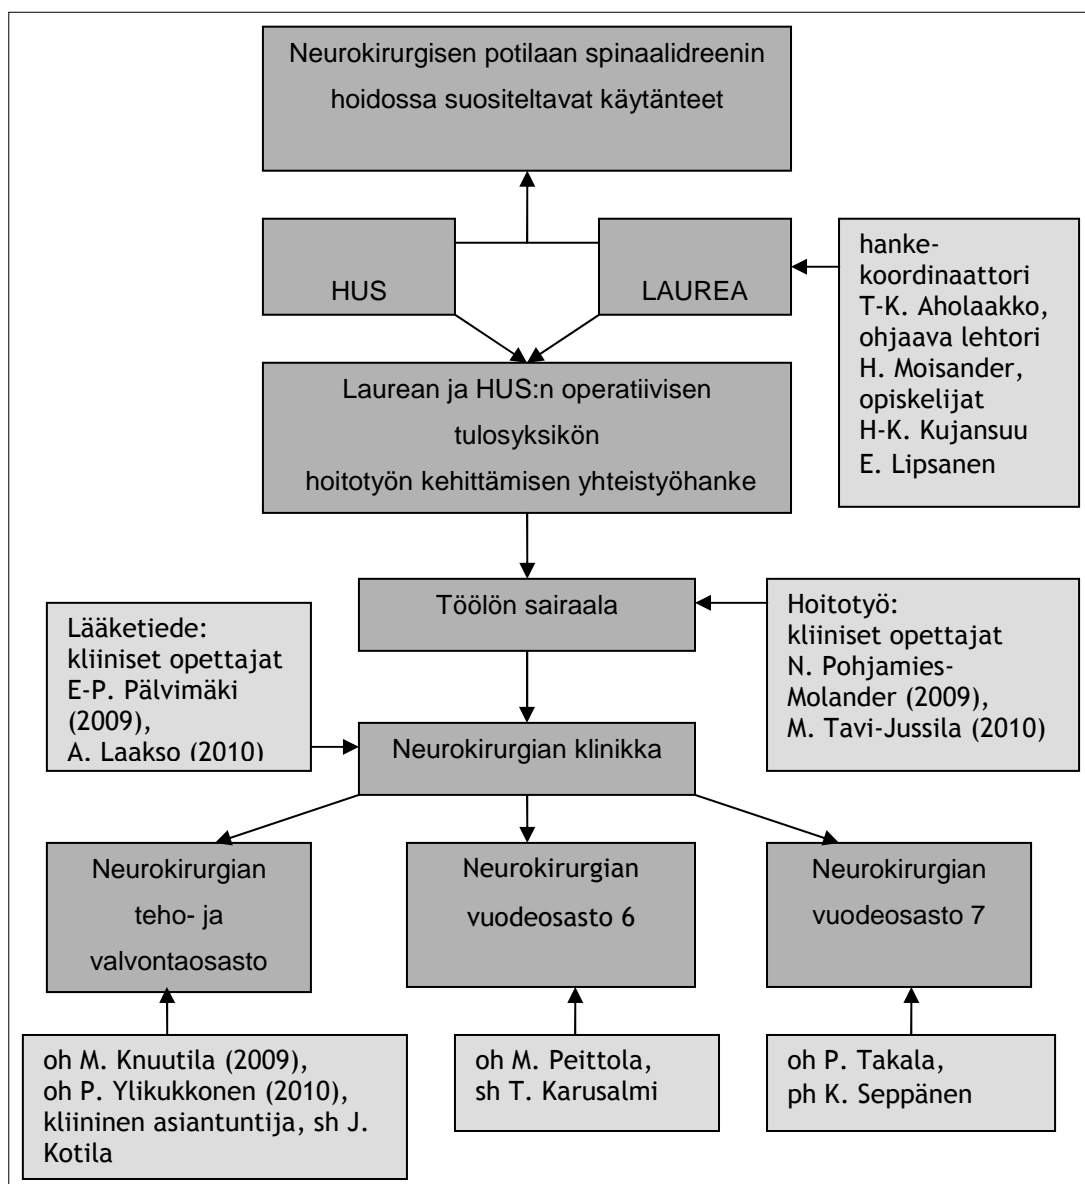 Neurokirurgisen potilaan spinaalidreenin
hoidossa suositeltavat käytänteet
HUS
LAUREA
hanke-
koordinaattori
T-K. Aholaakko,
ohjaava lehtori
H. Moisander,
opiskelijat
H-K. Kujansuu
E. Lipsanen
Laurean ja HUS:n operatiivisen
tulosyksikön
hoitotyön kehittämisen yhteistyöhanke
Töölön sairaala
Hoitotyö:
kliiniset opettajat
N. Pohjamies-
Molander (2009),
M. Tavi-Jussila (2010)
Lääketiede:
kliiniset opettajat
E-P. Pälvimäki
(2009),
A. Laakso (2010)
Neurokirurgian klinikka
Neurokirurgian
teho- ja
valvontaosasto
Neurokirurgian
vuodeosasto 6
Neurokirurgian
vuodeosasto 7
oh M. Knuutila (2009),
oh P. Ylikukkonen (2010),
kliininen asiantuntija, sh J.
Kotila
oh M. Peittola,
sh T. Karusalmi
oh P. Takala,
ph K. Seppänen